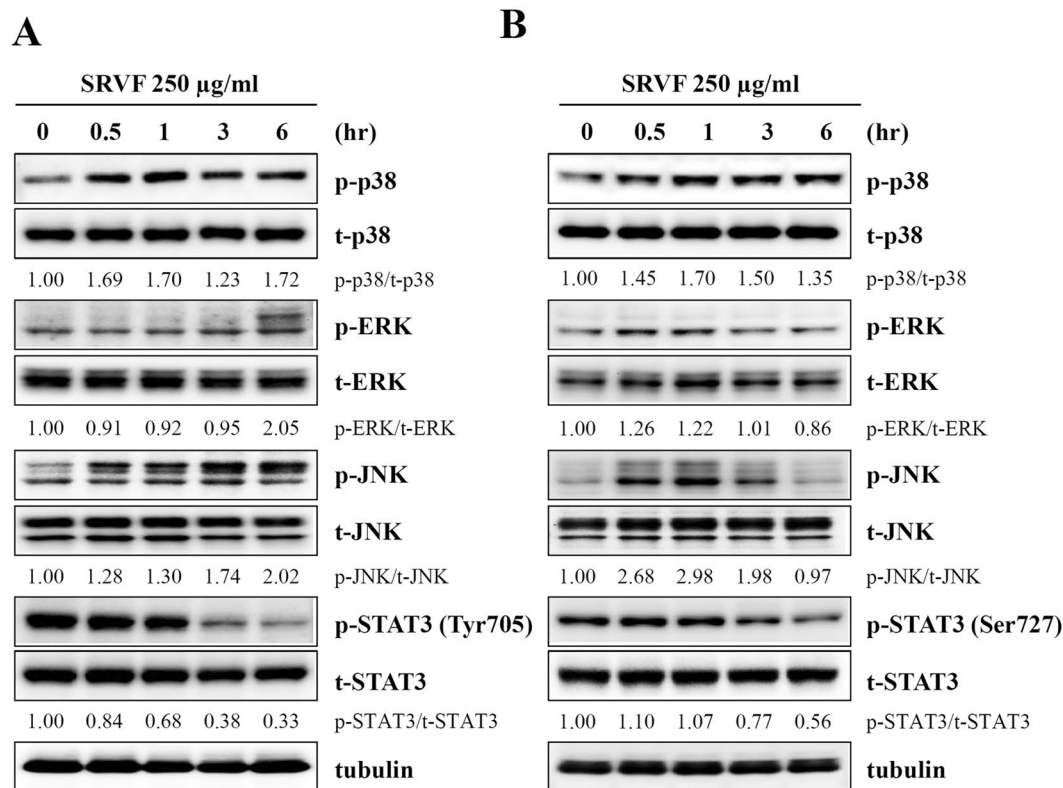 A
SRVF 250 µg/ml
0 0.5 1 3 6 (hr)
p-p38
t-p38
1.00 1.69 1.70 1.23 1.72 p-p38/t-p38
p-ERK
t-ERK
1.00 0.91 0.92 0.95 2.05 p-ERK/t-ERK
p-JNK
t-JNK
1.00 1.28 1.30 1.74 2.02 p-JNK/t-JNK
p-STAT3 (Tyr705)
t-STAT3
1.00 0.84 0.68 0.38 0.33 p-STAT3/t-STAT3
tubulin
B
SRVF 250 µg/ml
0 0.5 1 3 6 (hr)
p-p38
t-p38
1.00 1.45 1.70 1.50 1.35 p-p38/t-p38
p-ERK
t-ERK
1.00 1.26 1.22 1.01 0.86 p-ERK/t-ERK
p-JNK
t-JNK
1.00 2.68 2.98 1.98 0.97 p-JNK/t-JNK
p-STAT3 (Ser727)
t-STAT3
1.00 1.10 1.07 0.77 0.56 p-STAT3/t-STAT3
tubulin